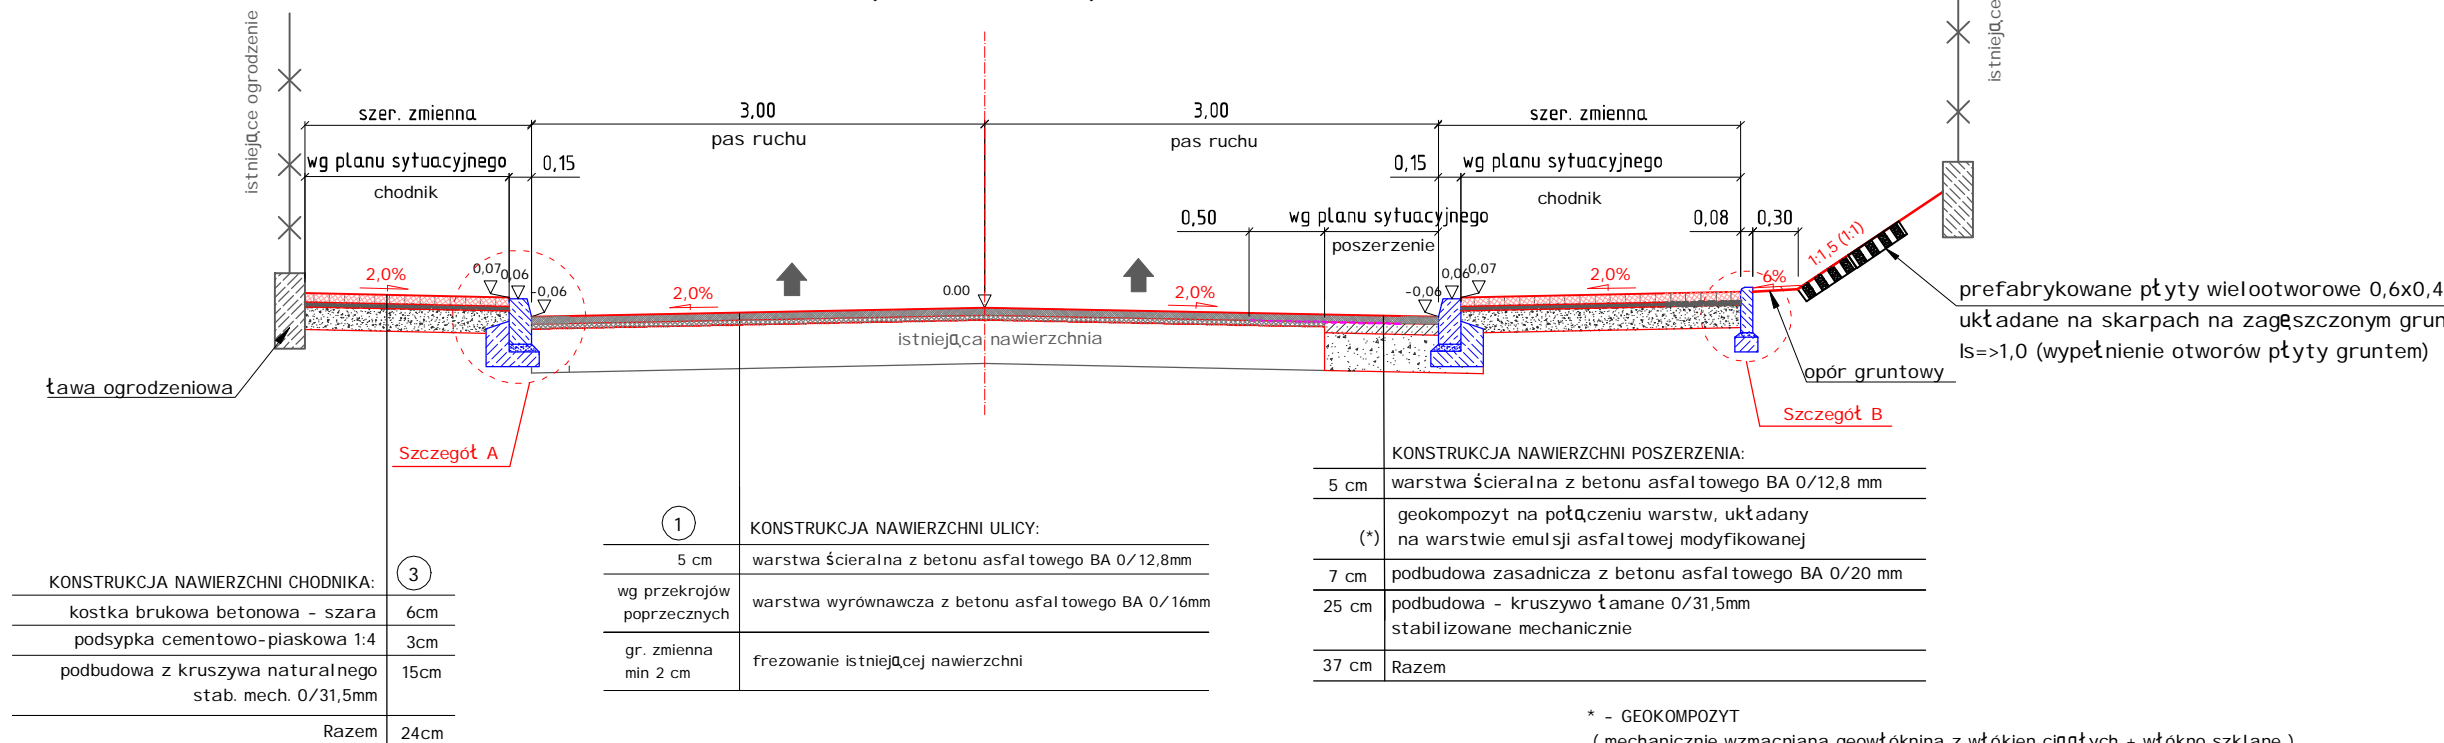 istniejące ogrodzenie
istniejące
szer. zmienna
3,00
3,00
szer. zmienna
pas ruchu
pas ruchu
wg planu sytuacyjnego
0,15
0,15
wg planu sytuacyjnego
chodnik
chodnik
0,50
wg planu sytuacyjnego
0,08
0,30
poszerzenie
1:1,5 (1:1)
2,0%
0,07
0,06
-0,06
2,0%
0.00
2,0%
-0,06
0,06
0,07
2,0%
6%
istniejąca nawierzchnia
prefabrykowane płyty wielootworowe 0,6x0,4
układane na skarpach na zagęszczonym grun
Is=>1,0 (wypełnienie otworów płyty gruntem)
opór gruntowy
ława ogrodzeniowa
Szczegół A
Szczegół B
KONSTRUKCJA NAWIERZCHNI POSZERZENIA:
5 cm warstwa ścieralna z betonu asfaltowego BA 0/12,8 mm
geokompozyt na połączeniu warstw, układany
(*) na warstwie emulsji asfaltowej modyfikowanej
7 cm podbudowa zasadnicza z betonu asfaltowego BA 0/20 mm
25 cm podbudowa - kruszywo łamane 0/31,5mm
stabilizowane mechanicznie
37 cm Razem
1 KONSTRUKCJA NAWIERZCHNI ULICY:
5 cm warstwa ścieralna z betonu asfaltowego BA 0/12,8mm
wg przekrojów
poprzecznych
warstwa wyrównawcza z betonu asfaltowego BA 0/16mm
gr. zmienna
min 2 cm
frezowanie istniejącej nawierzchni
KONSTRUKCJA NAWIERZCHNI CHODNIKA: 3
kostka brukowa betonowa - szara 6cm
podsypka cementowo-piaskowa 1:4 3cm
podbudowa z kruszywa naturalnego 15cm
stab. mech. 0/31,5mm
Razem 24cm
* - GEOKOMPOZYT
( mechanicznie wzmacniana geowłóknina z włókien ciągłych + włókno szklane )